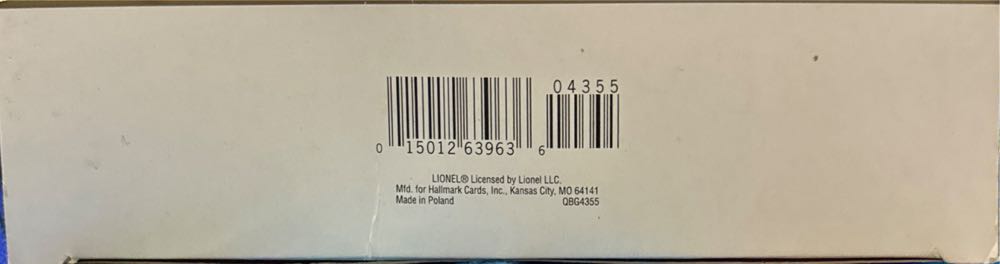 04355
0 15012 63963 6
LIONEL® Licensed by Lionel LLC.
Mfd. for Hallmark Cards, Inc., Kansas City, MO 64141
Made in Poland QBG4355